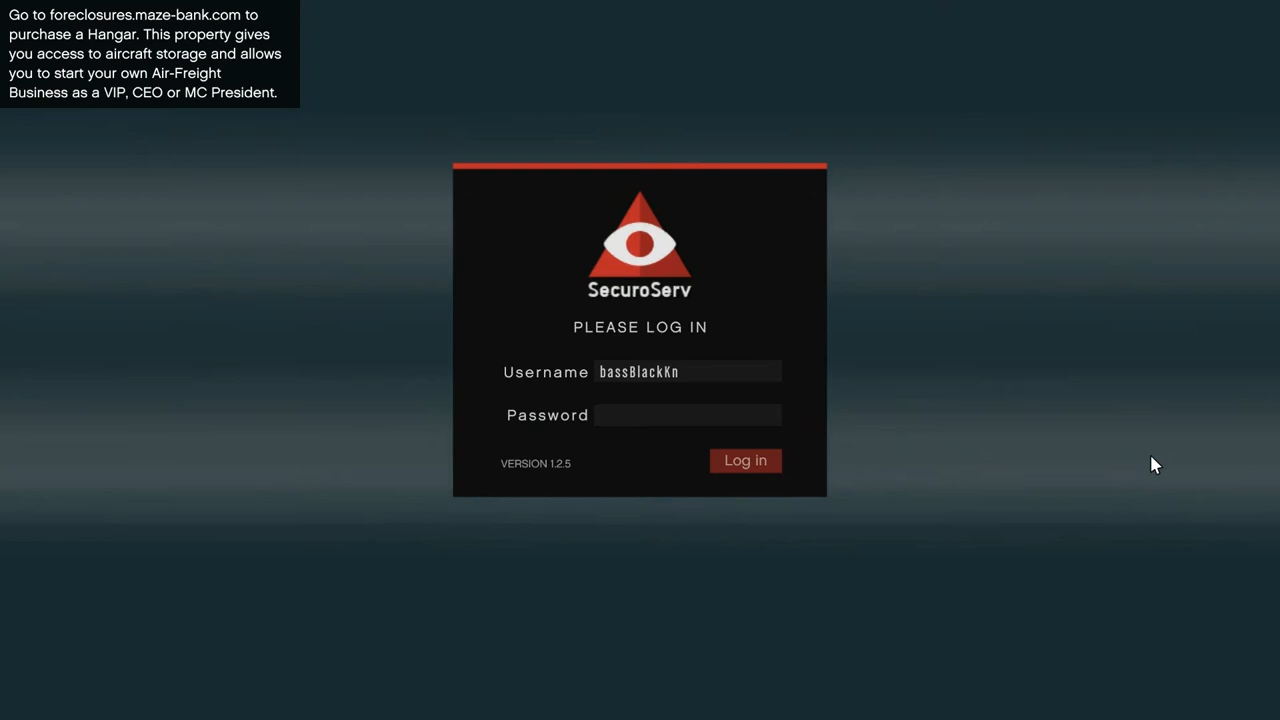 Go to foreclosures.maze-bank.com to
purchase a Hangar. This property gives
you access to aircraft storage and allows
you to start your own Air-Freight
Business as a VIP, CEO or MC President.
SecuroServ
PLEASE LOG IN
Username bassBlackKn
Password
VERSION 1.2.5 Log in